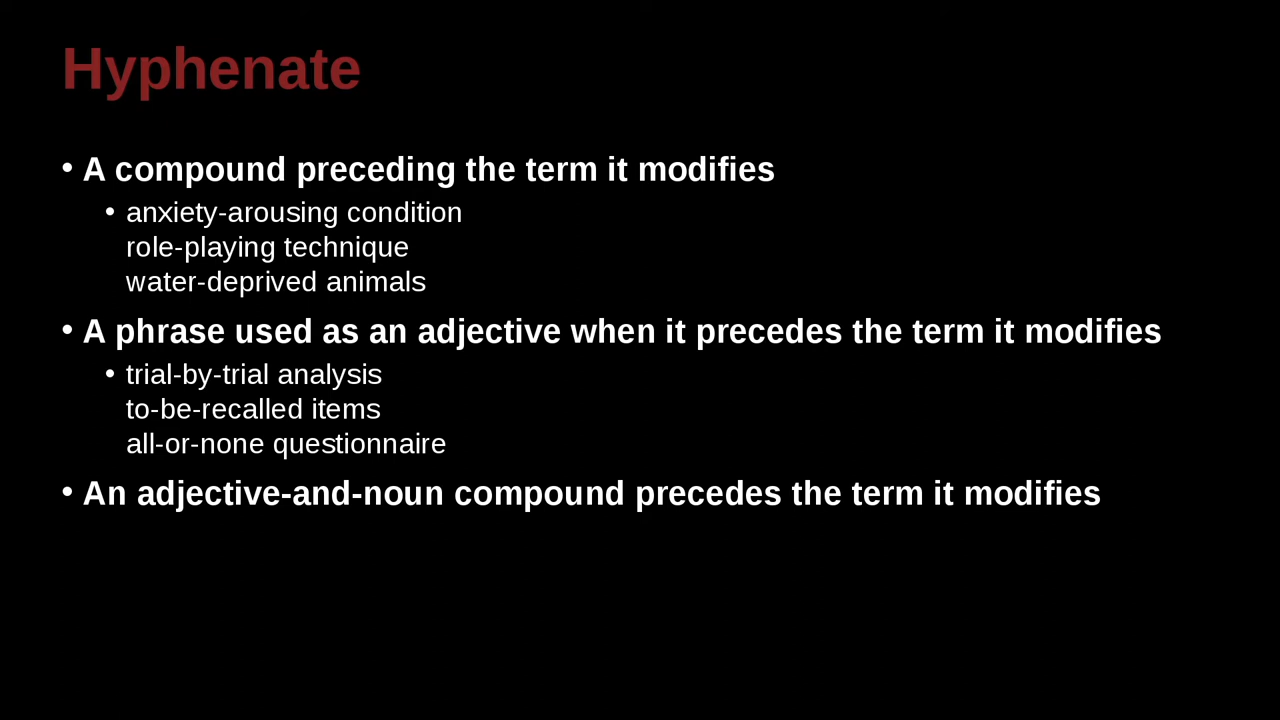 Hyphenate
• A compound preceding the term it modifies
• anxiety-arousing condition
role-playing technique
water-deprived animals
• A phrase used as an adjective when it precedes the term it modifies
• trial-by-trial analysis
to-be-recalled items
all-or-none questionnaire
• An adjective-and-noun compound precedes the term it modifies